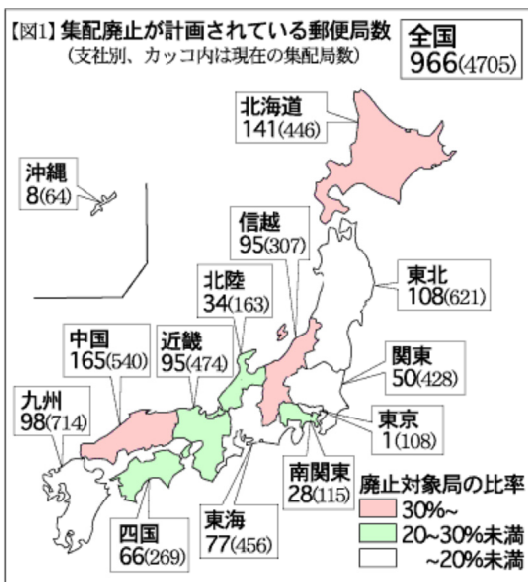 【図1】集配廃止が計画されている郵便局数
(支社別、カッコ内は現在の集配局数)
全国
966(4705)
北海道
141(446)
沖縄
8(64)
信越
95(307)
北陸
34(163)
東北
108(621)
中国
165(540)
近畿
95(474)
関東
50(428)
九州
98(714)
東京
1(108)
南関東
28(115)
四国
66(269)
東海
77(456)
廃止対象局の比率
30%~
20~30%未満
~20%未満